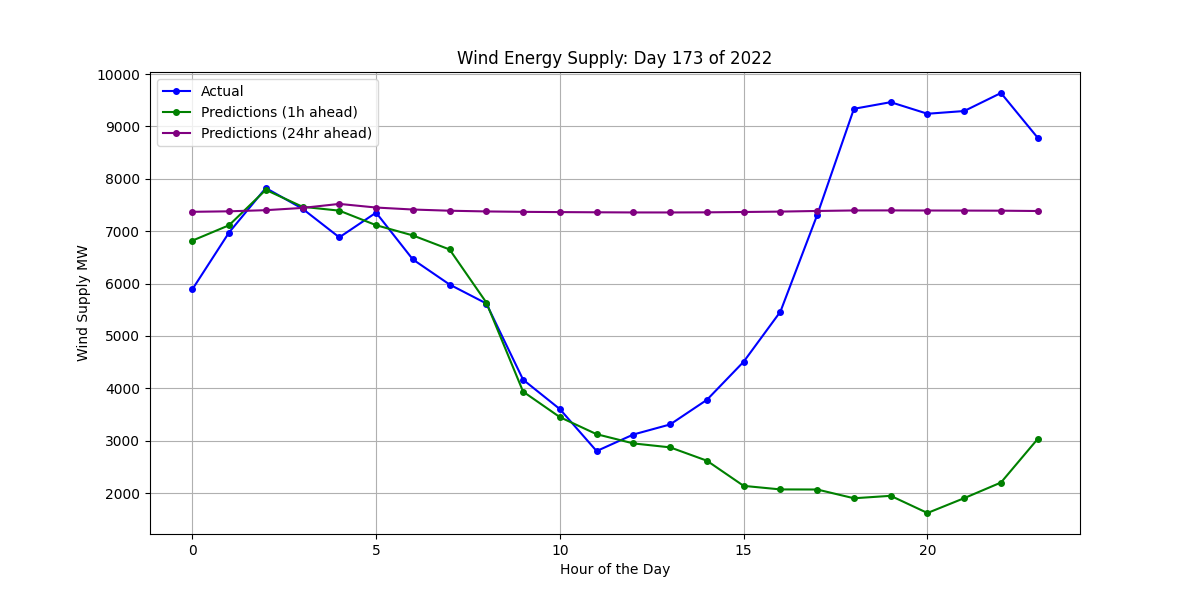 Wind Energy Supply: Day 173 of 2022
Actual
Predictions (1h ahead)
Predictions (24hr ahead)
Wind Supply MW
10000
9000
8000
7000
6000
5000
4000
3000
2000
0 5 10 15 20
Hour of the Day